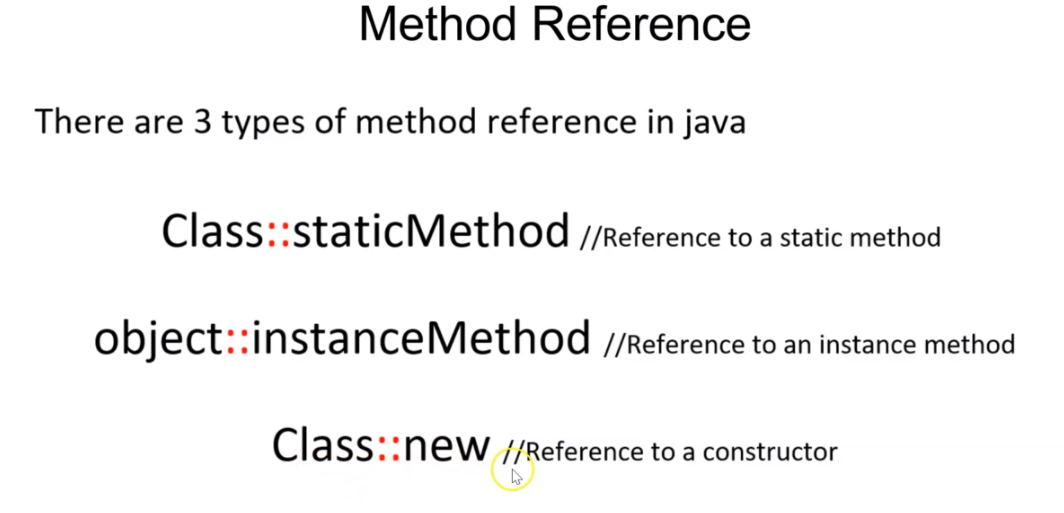 Method Reference
There are 3 types of method reference in java
Class::staticMethod //Reference to a static method
object::instanceMethod //Reference to an instance method
Class::new //Reference to a constructor